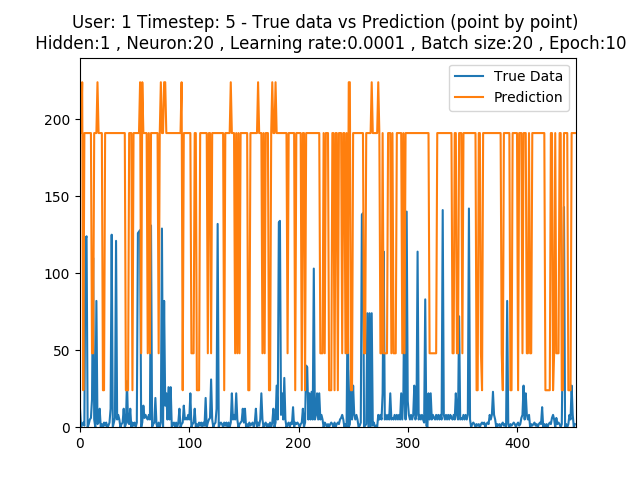 User: 1 Timestep: 5 - True data vs Prediction (point by point)
Hidden:1 , Neuron:20 , Learning rate:0.0001 , Batch size:20 , Epoch:10
True Data
Prediction
200
150
100
50
0
0 100 200 300 400